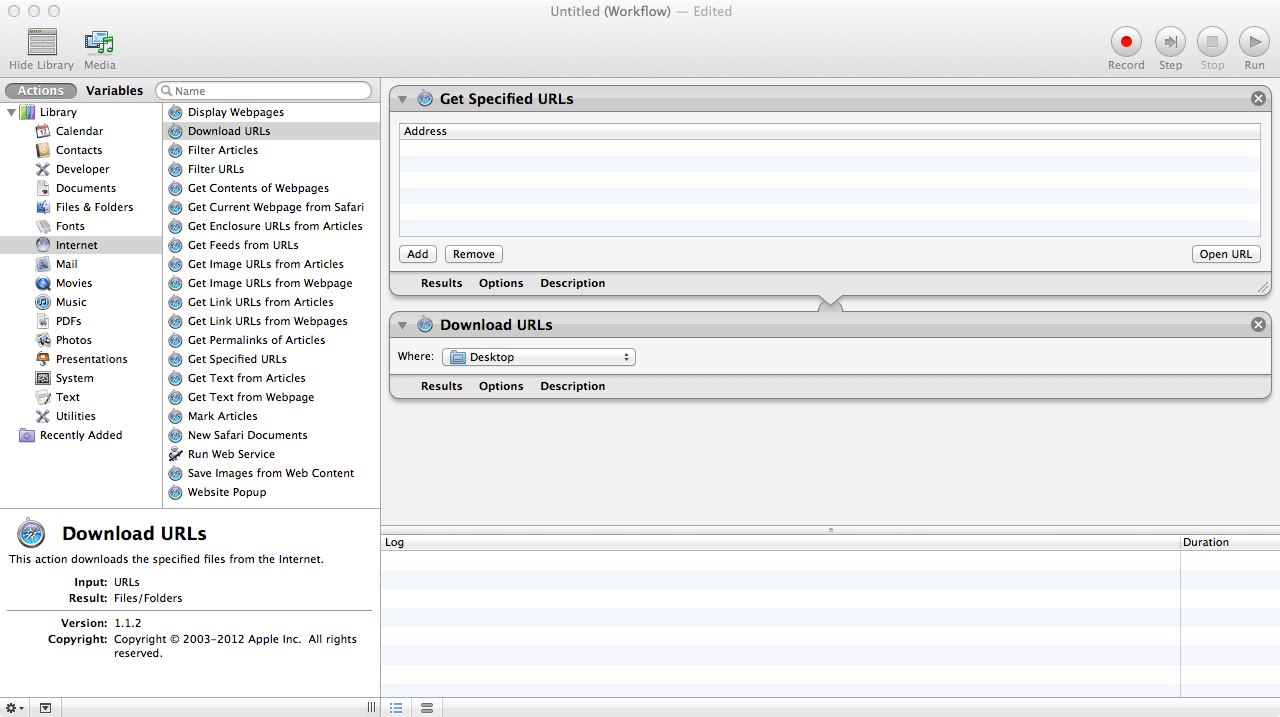 Untitled (Workflow) — Edited
Hide Library
Media
Record
Step
Stop
Run
Actions
Variables
Name
Library
Calendar
Contacts
Developer
Documents
Files & Folders
Fonts
Internet
Mail
Movies
Music
PDFs
Photos
Presentations
System
Text
Utilities
Recently Added
Display Webpages
Download URLs
Filter Articles
Filter URLs
Get Contents of Webpages
Get Current Webpage from Safari
Get Enclosure URLs from Articles
Get Feeds from URLs
Get Image URLs from Articles
Get Image URLs from Webpage
Get Link URLs from Articles
Get Link URLs from Webpages
Get Permalinks of Articles
Get Specified URLs
Get Text from Articles
Get Text from Webpage
Mark Articles
New Safari Documents
Run Web Service
Save Images from Web Content
Website Popup
Download URLs
This action downloads the specified files from the Internet.
Input: URLs
Result: Files/Folders
Version: 1.1.2
Copyright: Copyright © 2003-2012 Apple Inc. All rights
reserved.
Get Specified URLs
Address
Add
Remove
Open URL
Results Options Description
Download URLs
Where: Desktop
Results Options Description
Log
Duration